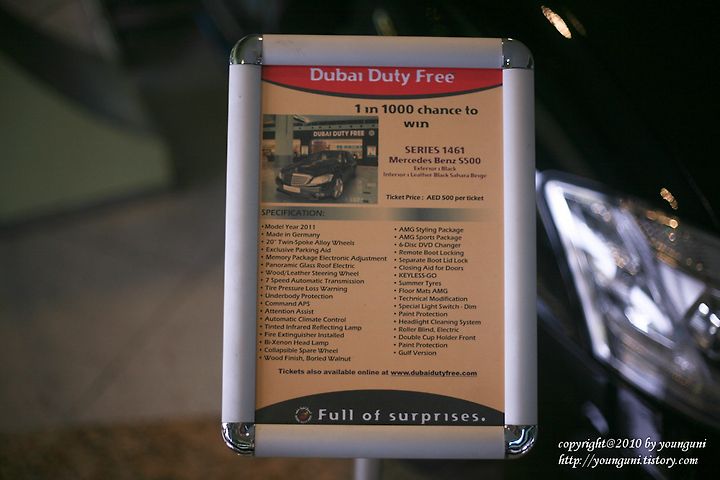 Dubai Duty Free
1 in 1000 chance to
win
DUBAI DUTY FREE
SERIES 1461
Mercedes Benz S500
Exterior : Black
Interior : Leather Black Sahara Beige
Ticket Price : AED 500 per ticket
SPECIFICATION:
• Model Year 2011
• Made in Germany
• 20" Twin-Spoke Alloy Wheels
• Exclusive Parking Aid
• Memory Package Electronic Adjustment
• Panoramic Glass Roof Electric
• Wood/Leather Steering Wheel
• 7 Speed Automatic Transmission
• Tire Pressure Loss Warning
• Underbody Protection
• Command APS
• Attention Assist
• Automatic Climate Control
• Tinted Infrared Reflecting Lamp
• Fire Extinguisher Installed
• Bi-Xenon Head Lamp
• Collapsible Spare Wheel
• Wood Finish, Burled Walnut
• AMG Styling Package
• AMG Sports Package
• 6-Disc DVD Changer
• Remote Boot Locking
• Separate Boot Lid Lock
• Closing Aid for Doors
• KEYLESS-GO
• Summer Tyres
• Floor Mats AMG
• Technical Modification
• Special Light Switch - Dim
• Paint Protection
• Headlight Cleaning System
• Roller Blind, Electric
• Double Cup Holder Front
• Paint Protection
• Gulf Version
Tickets also available online at www.dubaidutyfree.com
Full of surprises.
copyright@2010 by younguni
http://younguni.tistory.com